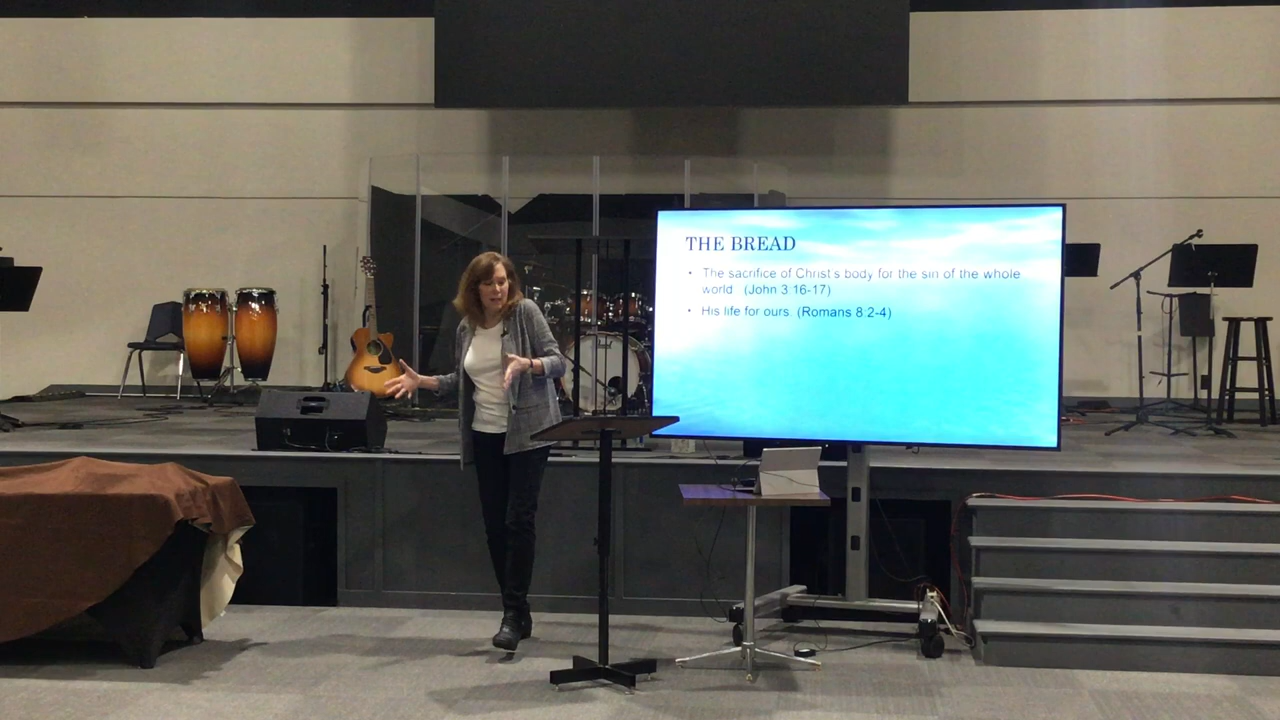 THE BREAD
• The sacrifice of Christ's body for the sin of the whole
world. (John 3.16-17)
• His life for ours. (Romans 8.2-4)
Pearl